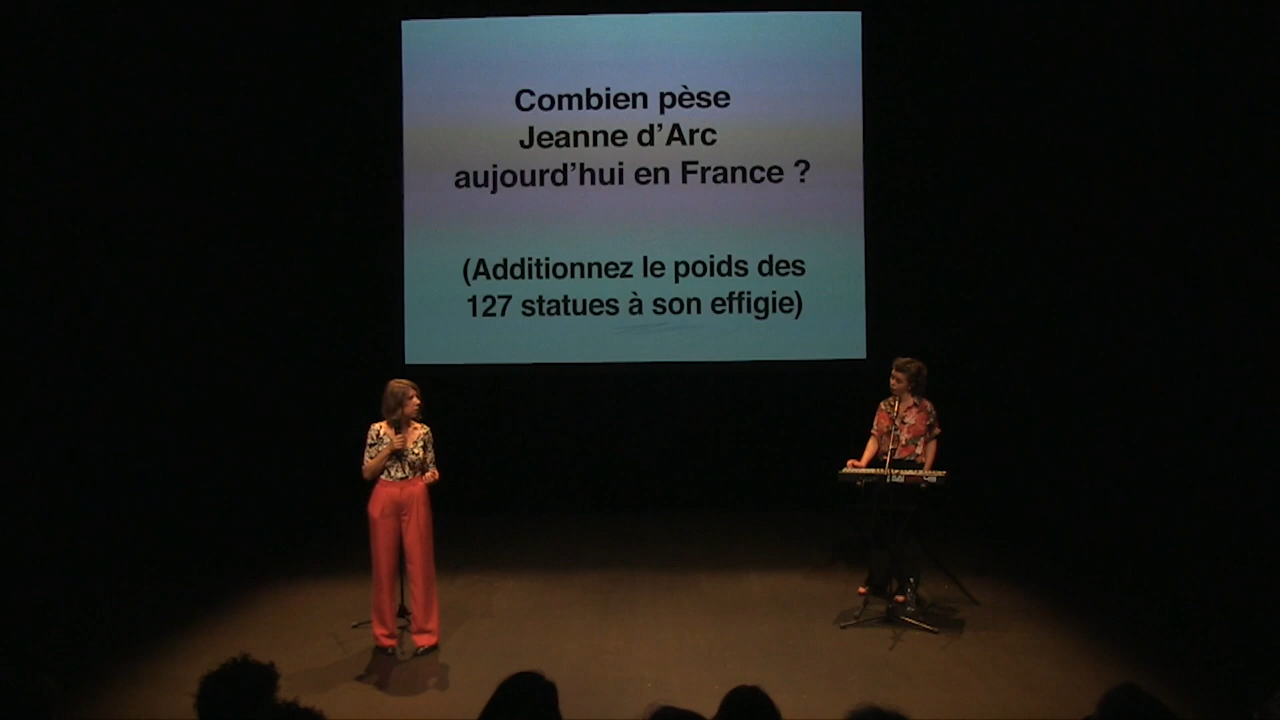 Combien pèse
Jeanne d'Arc
aujourd'hui en France ?
(Additionnez le poids des
127 statues à son effigie)